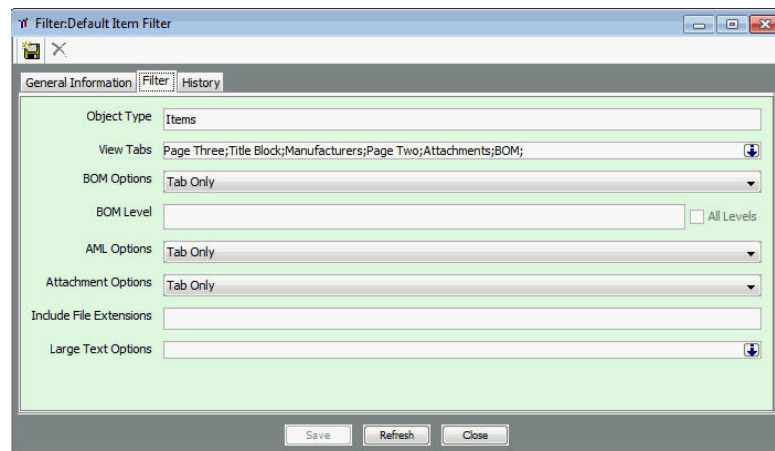 Filter:Default Item Filter
General Information Filter History
Object Type Items
View Tabs Page Three;Title Block;Manufacturers;Page Two;Attachments;BOM;
BOM Options Tab Only
BOM Level All Levels
AML Options Tab Only
Attachment Options Tab Only
Include File Extensions
Large Text Options
Save Refresh Close